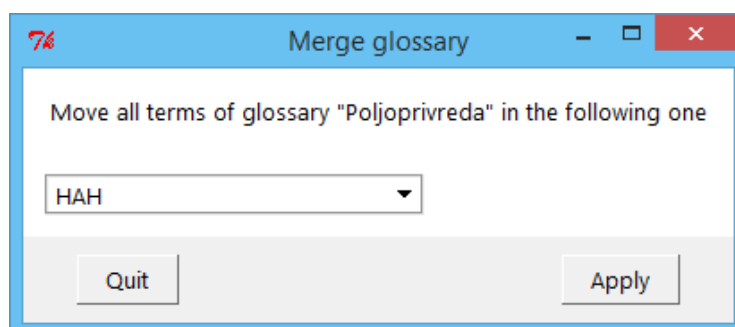 Merge glossary
Move all terms of glossary "Poljoprivreda" in the following one
HAH
Quit
Apply